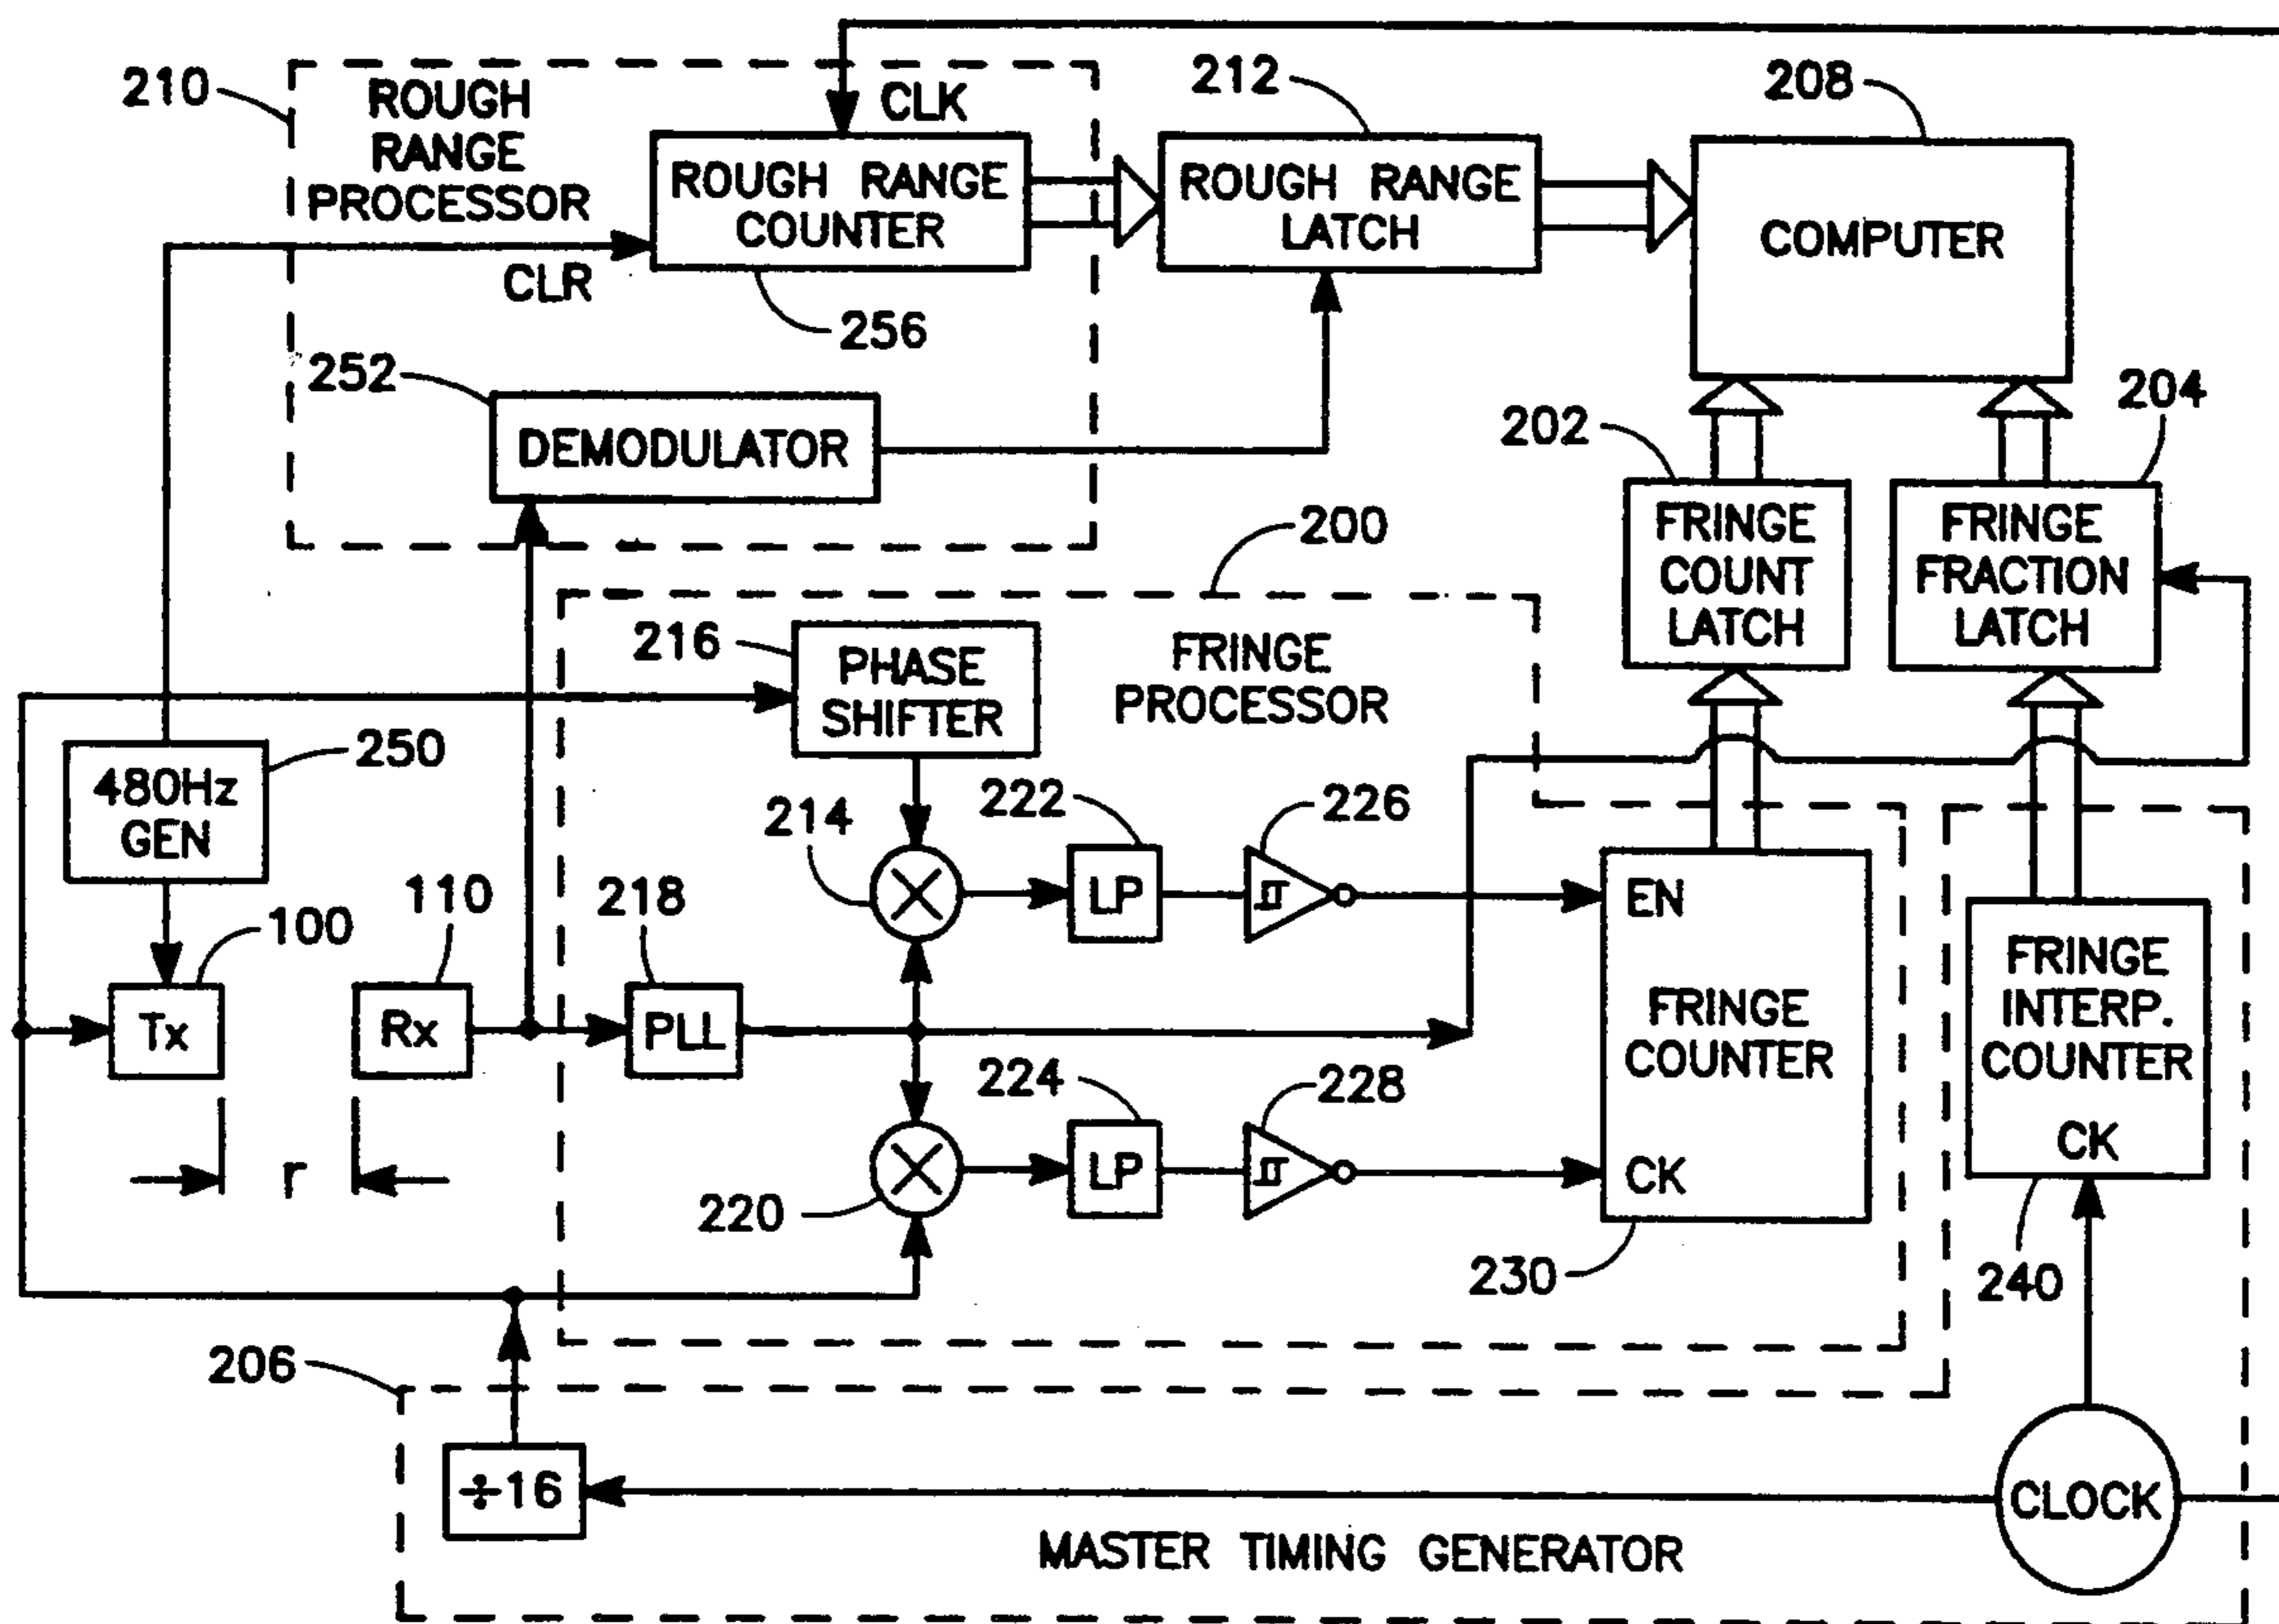 210
ROUGH
RANGE
PROCESSOR
CLK
212
208
ROUGH RANGE
COUNTER
ROUGH RANGE
LATCH
COMPUTER
CLR
256
252
DEMODULATOR
202
204
200
FRINGE
COUNT
LATCH
FRINGE
FRACTION
LATCH
216
PHASE
SHIFTER
FRINGE
PROCESSOR
250
480Hz
GEN
214
222
226
110
218
100
LP
EN
Tx
Rx
PLL
FRINGE
COUNTER
FRINGE
INTERP.
COUNTER
CK
224
228
r
LP
CK
220
230
240
206
÷16
CLOCK
MASTER TIMING GENERATOR